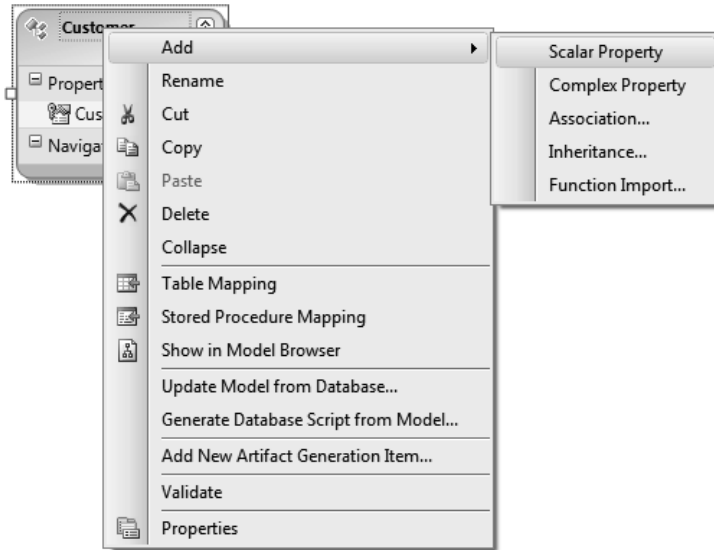 Customer
Add
Scalar Property
Rename
Complex Property
Association...
Inheritance...
Function Import...
Cut
Copy
Paste
Delete
Collapse
Table Mapping
Stored Procedure Mapping
Show in Model Browser
Update Model from Database...
Generate Database Script from Model...
Add New Artifact Generation Item...
Validate
Properties
Propert
Cus
Naviga